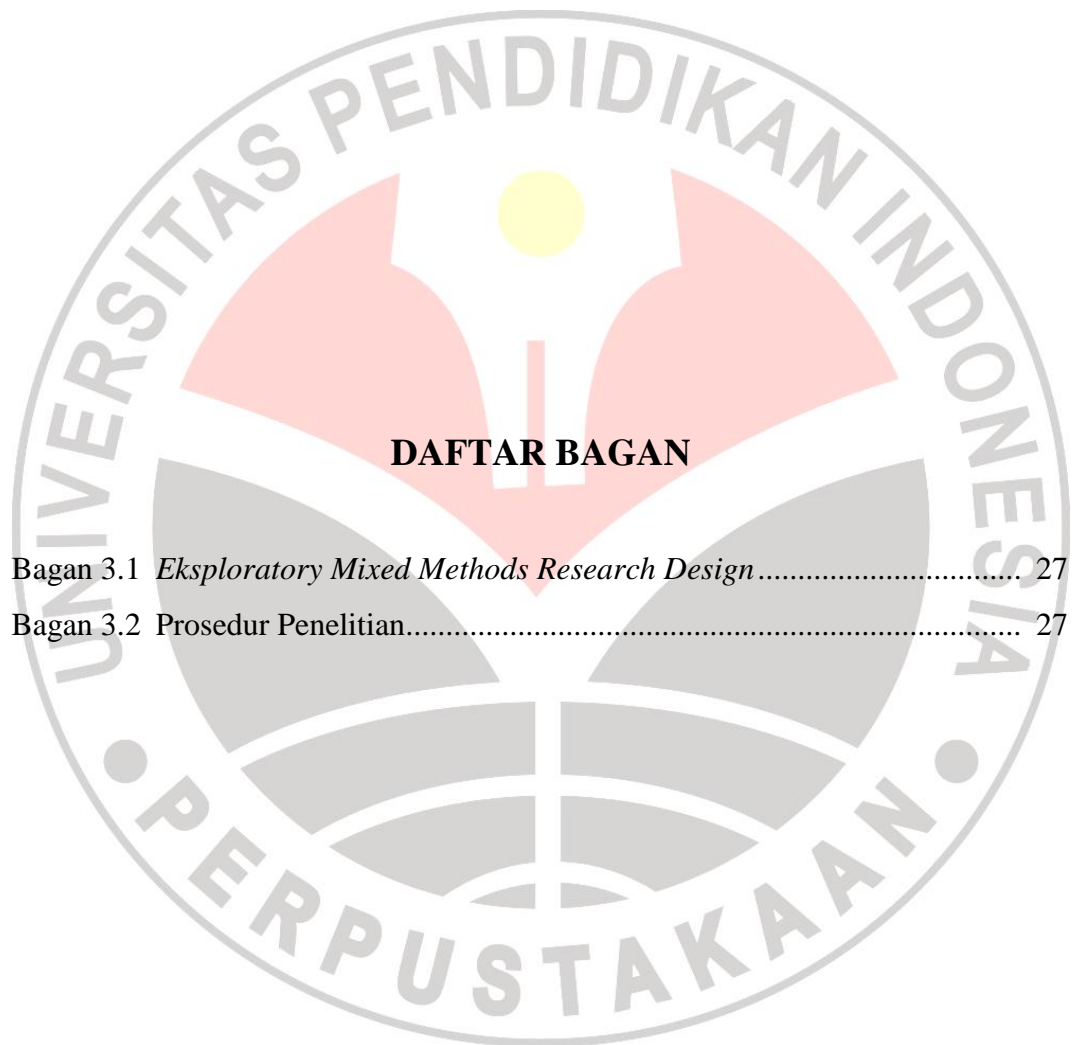 UNIVERSITAS PENDIDIKAN INDONESIA
DAFTAR BAGAN
Bagan 3.1 Eksploratory Mixed Methods Research Design................................ 27
Bagan 3.2 Prosedur Penelitian.......................................................................... 27
PERPUSTAKAAN